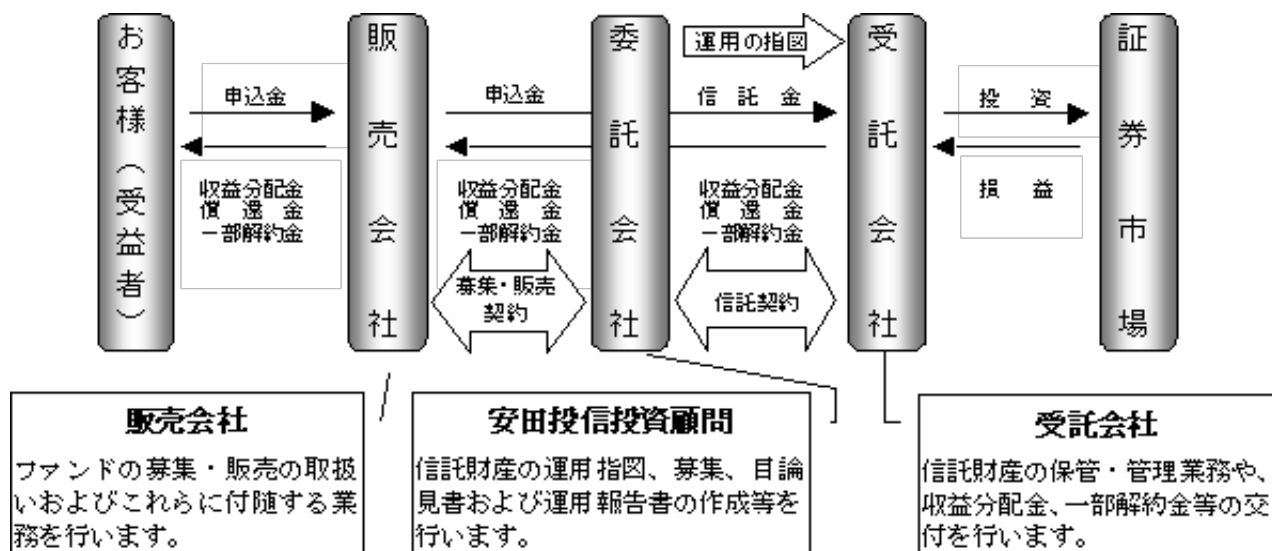 お客様（受益者）
販売会社
委託会社
受託会社
証券市場
運用の指図
申込金
申込金
信託金
投資
収益分配金
償還金
一部解約金
収益分配金
償還金
一部解約金
収益分配金
償還金
一部解約金
損益
募集・販売
契約
信託契約
販売会社
ファンドの募集・販売の取扱
いおよびこれらに付随する業
務を行います。
安田投信投資顧問
信託財産の運用指図、募集、目論
見書および運用報告書の作成等を
行います。
受託会社
信託財産の保管・管理業務や、
収益分配金、一部解約金等の交
付を行います。